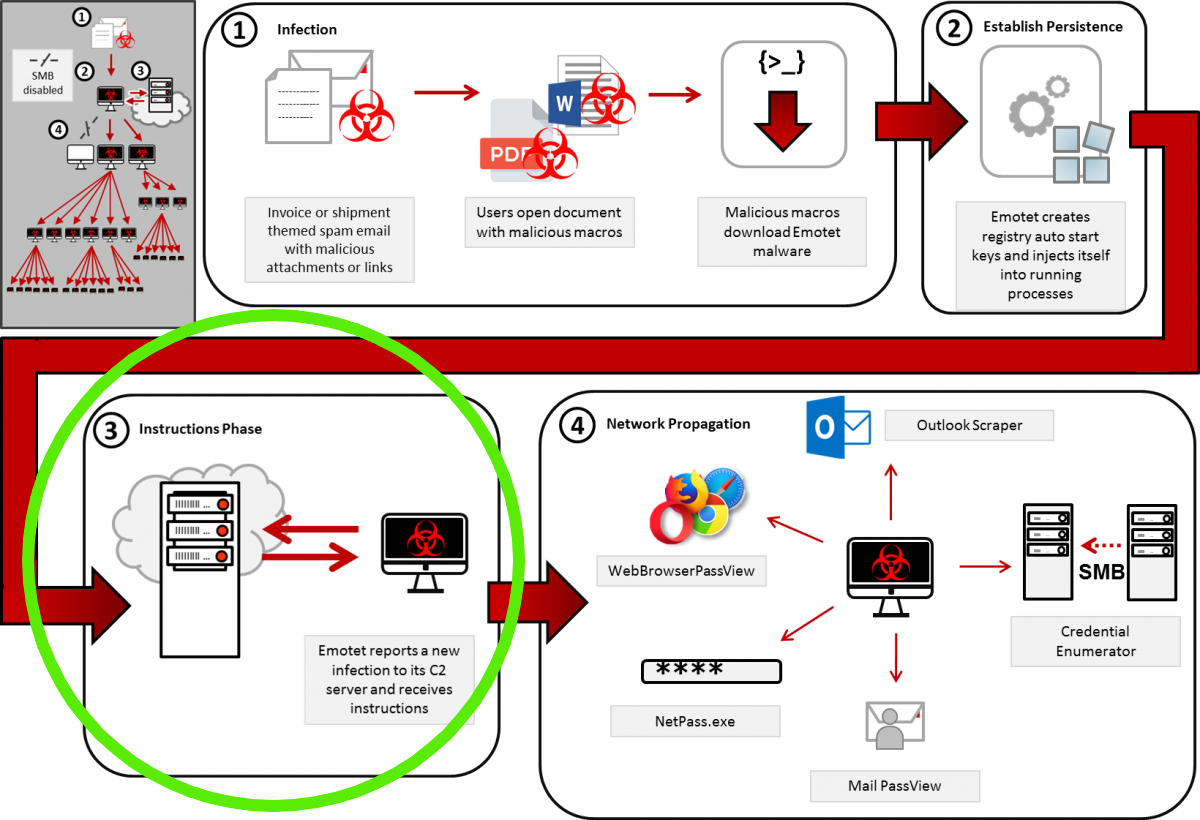 1
- / -
SMB
disabled
2
3
4
1 Infection
{>_}
W
PDF
Invoice or shipment
themed spam email
with malicious
attachments or links
Users open document
with malicious macros
Malicious macros
download Emotet
malware
2 Establish Persistence
Emotet creates
registry auto start
keys and injects itself
into running
processes
3 Instructions Phase
Emotet reports a new
infection to its C2
server and receives
instructions
4 Network Propagation
O
Outlook Scraper
WebBrowserPassView
SMB
Credential
Enumerator
****
NetPass.exe
Mail PassView